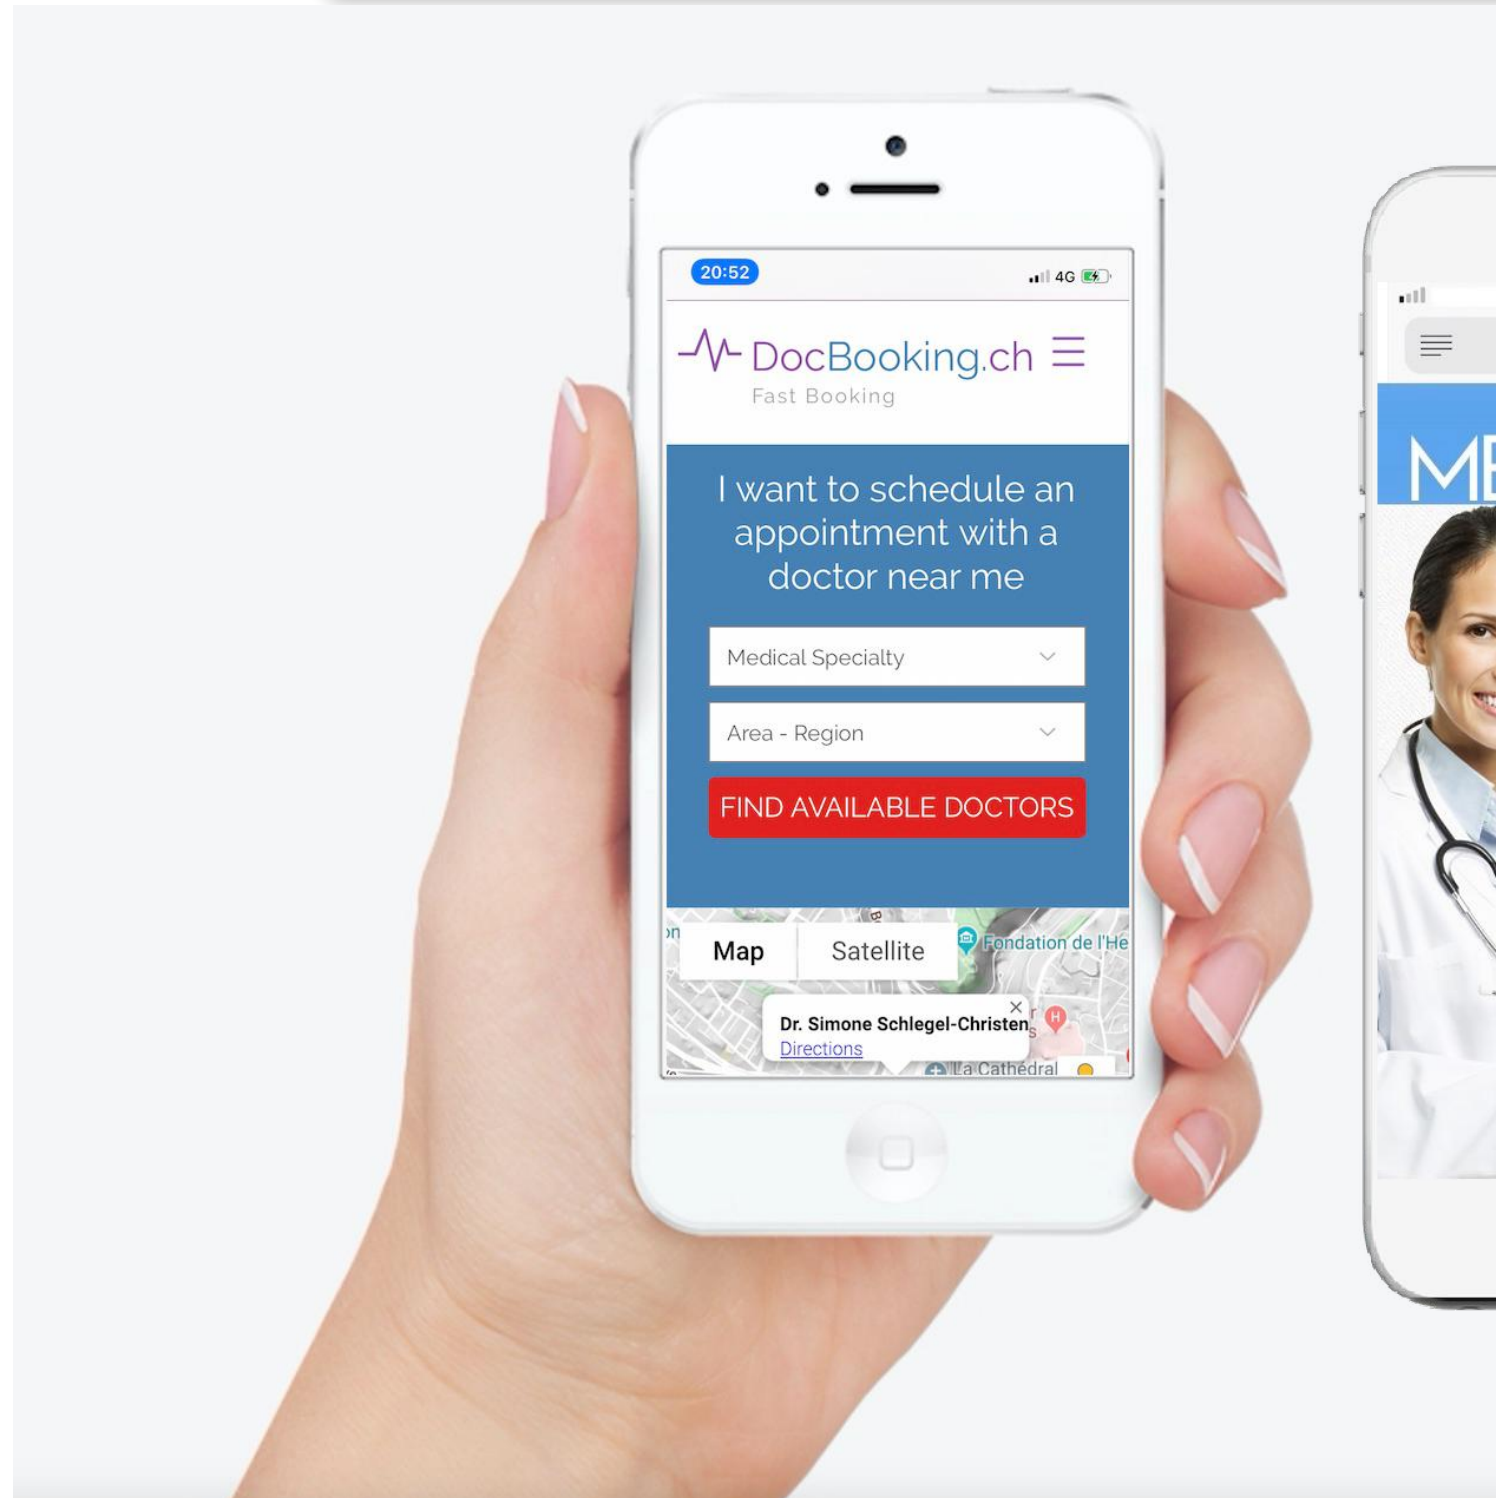 20:52
4G
DocBooking.ch
Fast Booking
I want to schedule an
appointment with a
doctor near me
Medical Specialty
Area - Region
FIND AVAILABLE DOCTORS
Map
Satellite
Fondation de l'He
Dr. Simone Schlegel-Christen
Directions
H
La Cathédral
ME